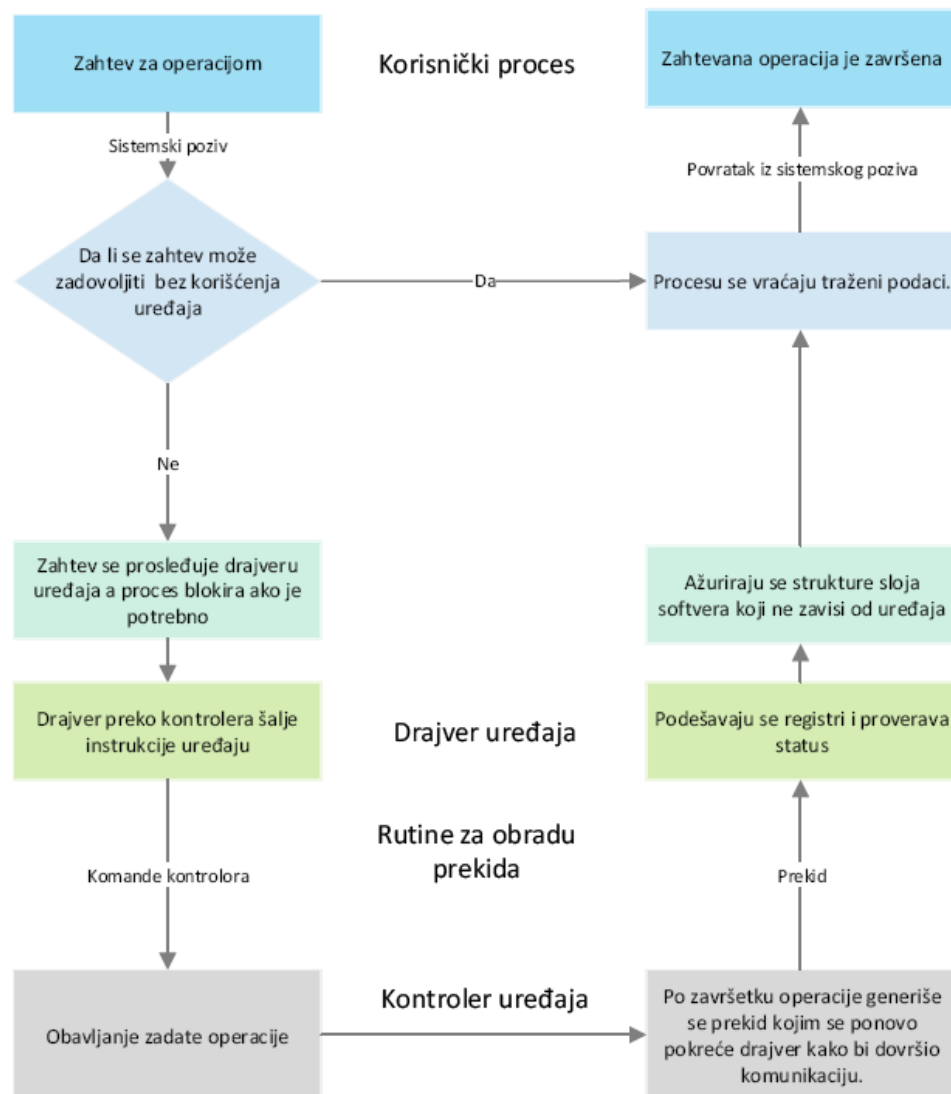 Zahtev za operacijom
Korisnički proces
Zahtevana operacija je završena
Sistemski poziv
Povratak iz sistemskog poziva
Da li se zahtev može
zadovoljiti bez korišćenja
uređaja
Da
Procesu se vraćaju traženi podaci.
Ne
Zahtev se prosleđuje drajveru
uređaja a proces blokira ako je
potrebno
Ažuriraju se strukture sloja
softvera koji ne zavisi od uređaja
Drajver preko kontrolera šalje
instrukcije uređaju
Drajver uređaja
Podešavaju se registri i proverava
status
Rutine za obradu
prekida
Komande kontrolora
Prekid
Obavljanje zadate operacije
Kontroler uređaja
Po završetku operacije generiše
se prekid kojim se ponovo
pokreće drajver kako bi dovršio
komunikaciju.